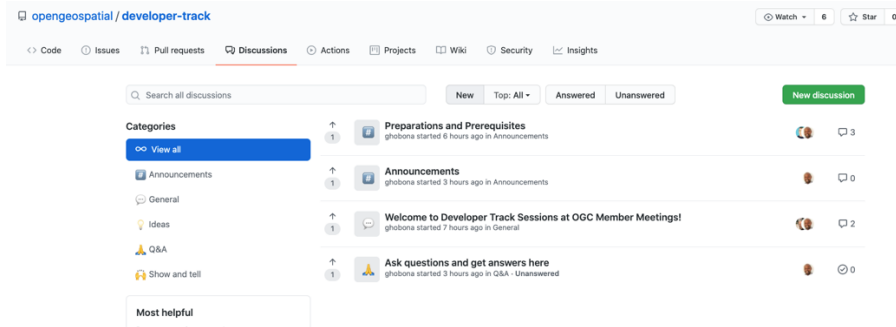 opengeospatial / developer-track
Watch 6 Star 0
Code Issues Pull requests Discussions Actions Projects Wiki Security Insights
Search all discussions New Top: All Answered Unanswered New discussion
Categories
View all
Announcements
General
Ideas
Q&A
Show and tell
Most helpful
1
Preparations and Prerequisites
ghobona started 6 hours ago in Announcements
3
1
Announcements
ghobona started 3 hours ago in Announcements
0
1
Welcome to Developer Track Sessions at OGC Member Meetings!
ghobona started 7 hours ago in General
2
1
Ask questions and get answers here
ghobona started 3 hours ago in Q&A · Unanswered
0